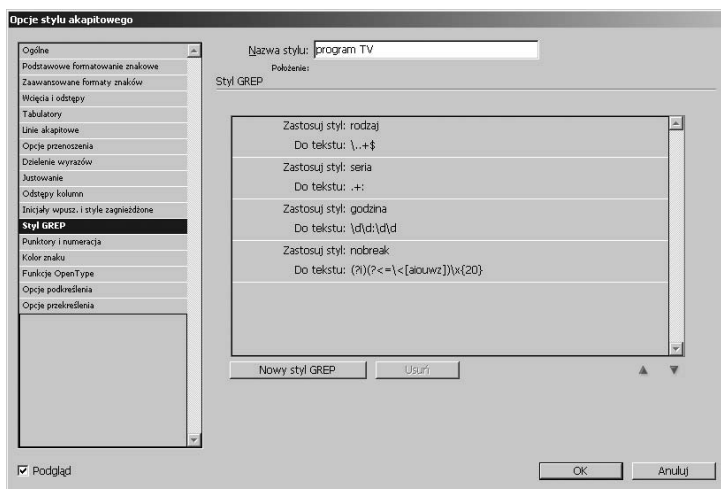 Opcje stylu akapitowego
Ogólne
Podstawowe formatowanie znakowe
Zaawansowane formaty znaków
Wcięcia i odstępy
Tabulatory
Linie akapitowe
Opcje przenoszenia
Dzielenie wyrazów
Justowanie
Odstępy kolumn
Inicjały wpusz. i style zagnieżdżone
Styl GREP
Punktory i numeracja
Kolor znaku
Funkcje OpenType
Opcje podkreślenia
Opcje przekreślenia
Nazwa stylu: program TV
Położenie:
Styl GREP
Zastosuj styl: rodzaj
Do tekstu: \..+$
Zastosuj styl: seria
Do tekstu: .+:
Zastosuj styl: godzina
Do tekstu: \d\d:\d\d
Zastosuj styl: nobreak
Do tekstu: (?i)(?<=\<[aiouwz])\x{20}
Nowy styl GREP
Usuń
Podgląd
OK
Anuluj